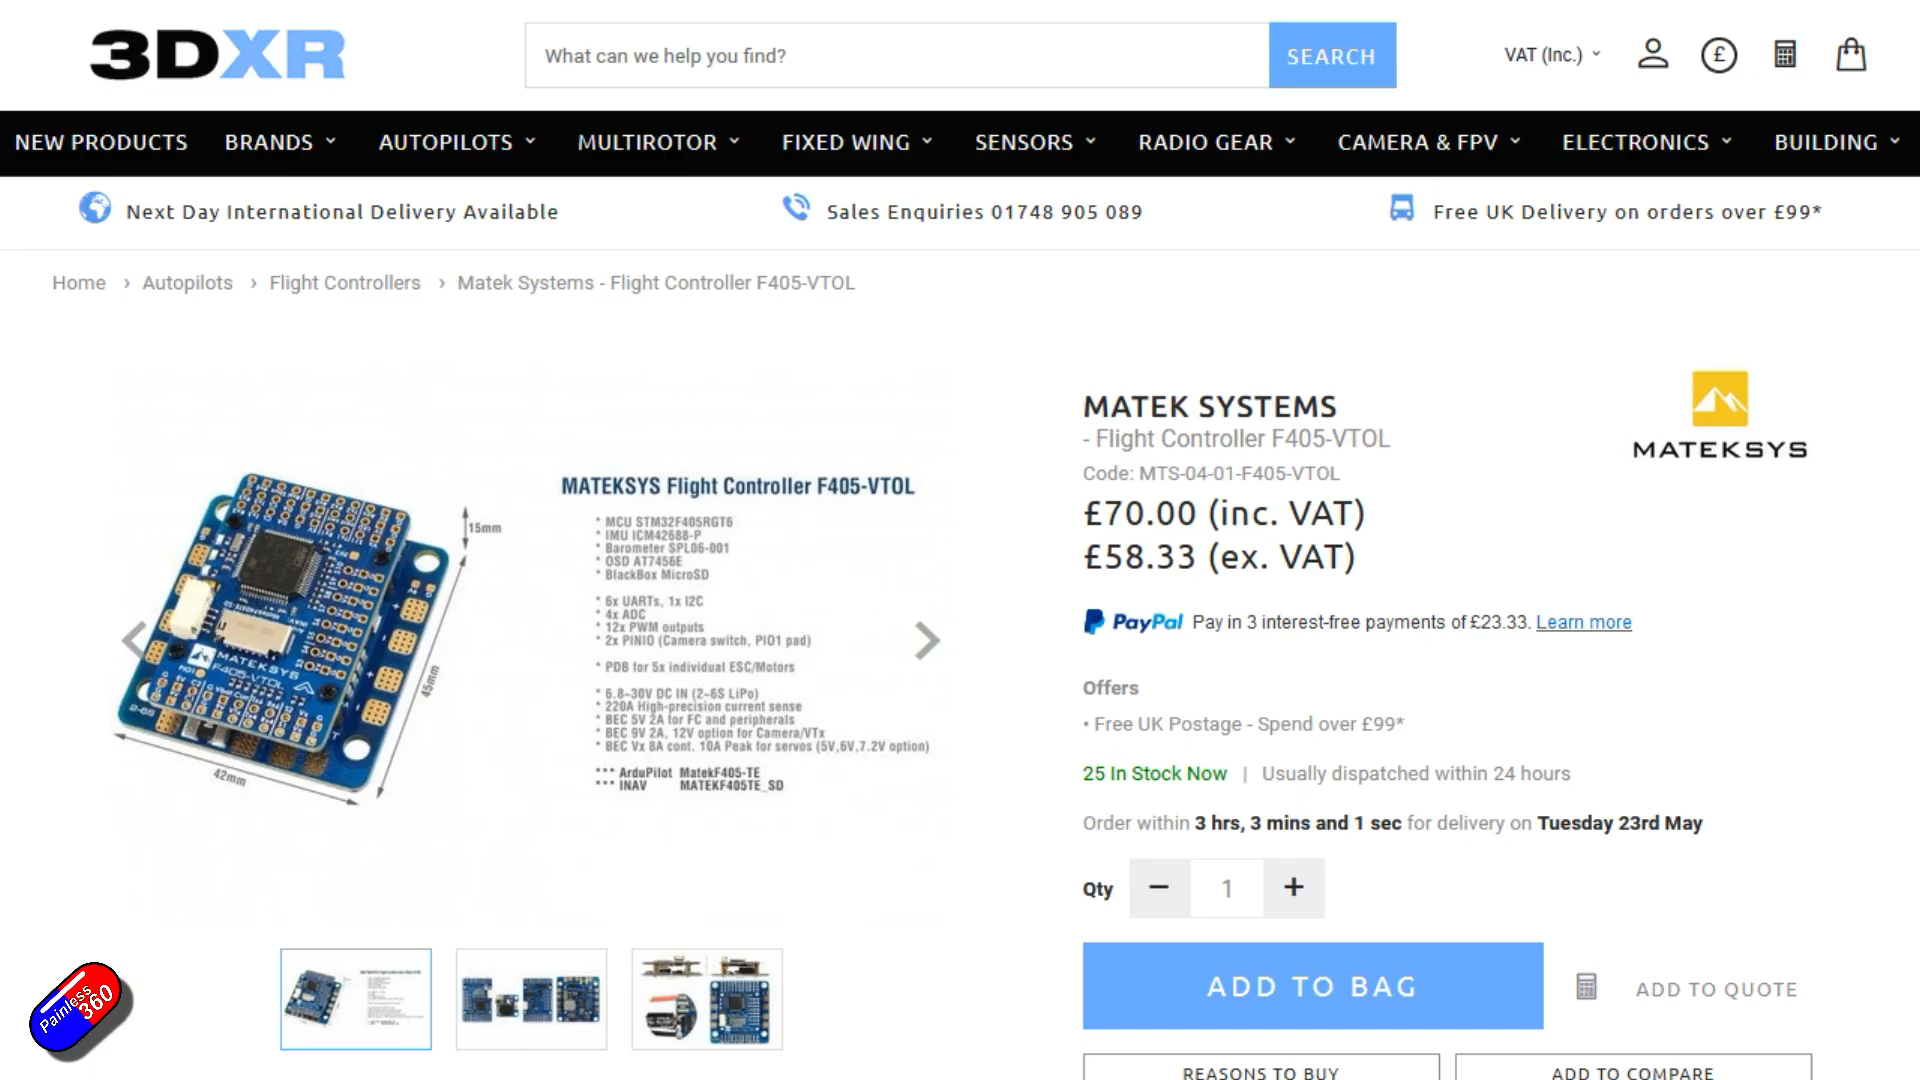 3DXR
What can we help you find?
SEARCH
VAT (Inc.)
£
NEW PRODUCTS
BRANDS
AUTOPILOTS
MULTIROTOR
FIXED WING
SENSORS
RADIO GEAR
CAMERA & FPV
ELECTRONICS
BUILDING
Next Day International Delivery Available
Sales Enquiries 01748 905 089
Free UK Delivery on orders over £99*
Home › Autopilots › Flight Controllers › Matek Systems - Flight Controller F405-VTOL
MATEKSYS Flight Controller F405-VTOL
* MCU STM32F405RGT6
* IMU ICM42688-P
* Barometer SPL06-001
* OSD AT7456E
* BlackBox MicroSD
* 6x UARTs, 1x I2C
* 4x ADC
* 12x PWM outputs
* 2x PINIO (Camera switch, PIO1 pad)
* PDB for 5x individual ESC/Motors
* 6.8~30V DC IN (2~6S LiPo)
* 220A High-precision current sense
* BEC 5V 2A for FC and peripherals
* BEC 9V 2A, 12V option for Camera/VTx
* BEC Vx 8A cont. 10A Peak for servos (5V,6V,7.2V option)
*** ArduPilot MatekF405-TE
*** INAV MATEKF405TE_SD
15mm
45mm
42mm
MATEKSYS
F405-VTOL
2-6S
MATEK SYSTEMS
- Flight Controller F405-VTOL
Code: MTS-04-01-F405-VTOL
£70.00 (inc. VAT)
£58.33 (ex. VAT)
MATEKSYS
PayPal Pay in 3 interest-free payments of £23.33. Learn more
Offers
• Free UK Postage - Spend over £99*
25 In Stock Now | Usually dispatched within 24 hours
Order within 3 hrs, 3 mins and 1 sec for delivery on Tuesday 23rd May
Qty − 1 +
ADD TO BAG
ADD TO QUOTE
REASONS TO BUY
ADD TO COMPARE
Painless
360